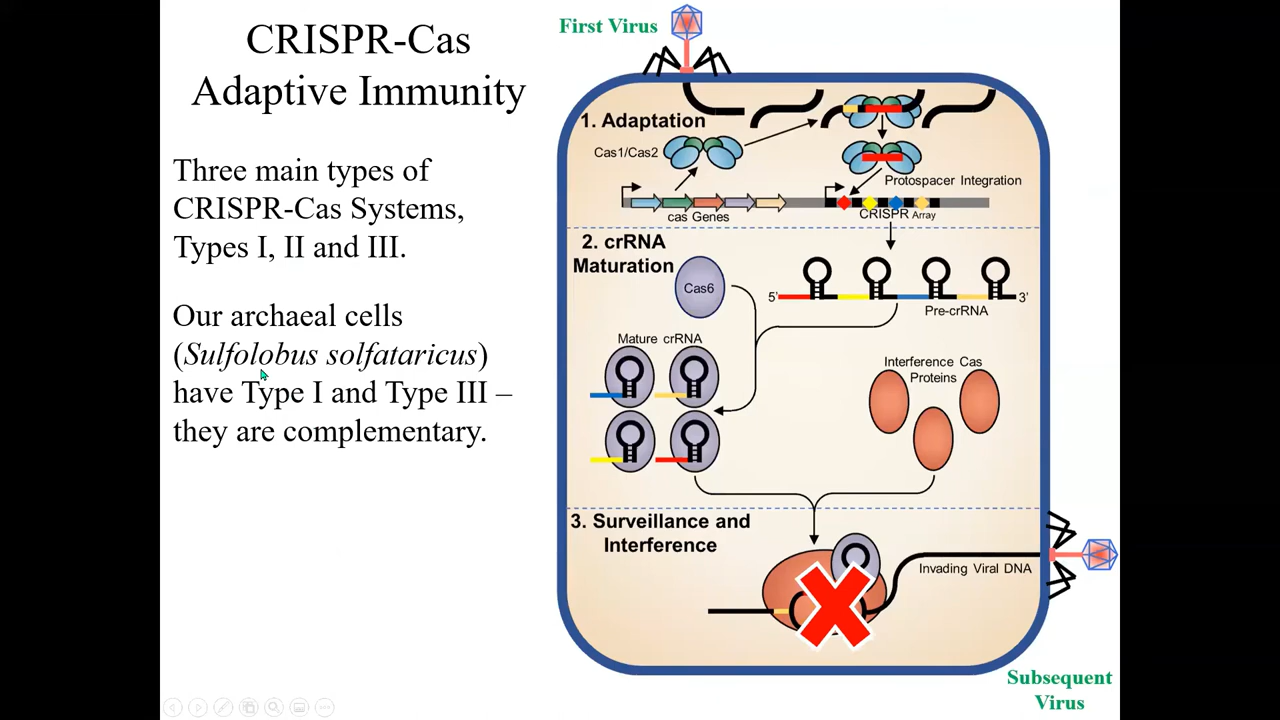 CRISPR-Cas
Adaptive Immunity
Three main types of
CRISPR-Cas Systems,
Types I, II and III.
Our archaeal cells
(Sulfolobus solfataricus)
have Type I and Type III –
they are complementary.
First Virus
1. Adaptation
Cas1/Cas2
Protospacer Integration
cas Genes
CRISPR Array
2. crRNA
Maturation
Cas6
5'
3'
Pre-crRNA
Mature crRNA
Interference Cas
Proteins
3. Surveillance and
Interference
Invading Viral DNA
Subsequent
Virus